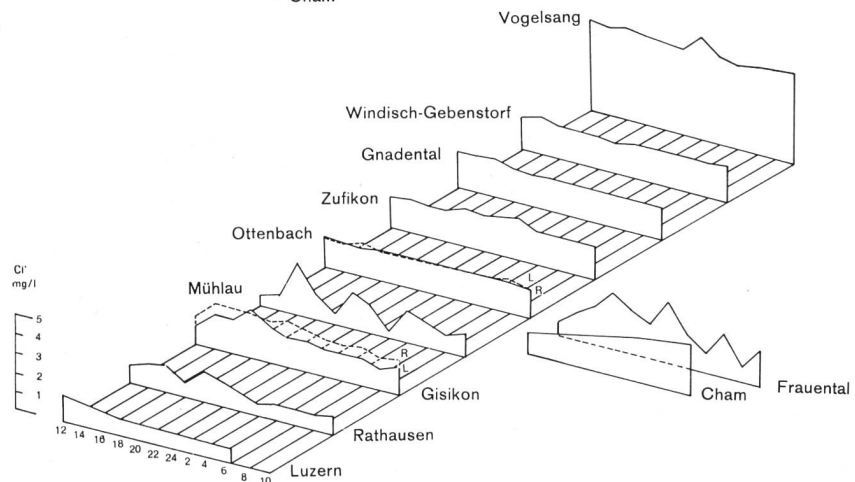 Cham
Vogelsang
Windisch-Gebenstorf
Gnadental
Zufikon
Ottenbach
L
R
Cl'
mg/l
Mühlau
5
4
3
2
1
R
L
Gisikon
Cham
Frauental
Rathausen
Luzern
12 14 16 18 20 22 24 2 4 6 8 10